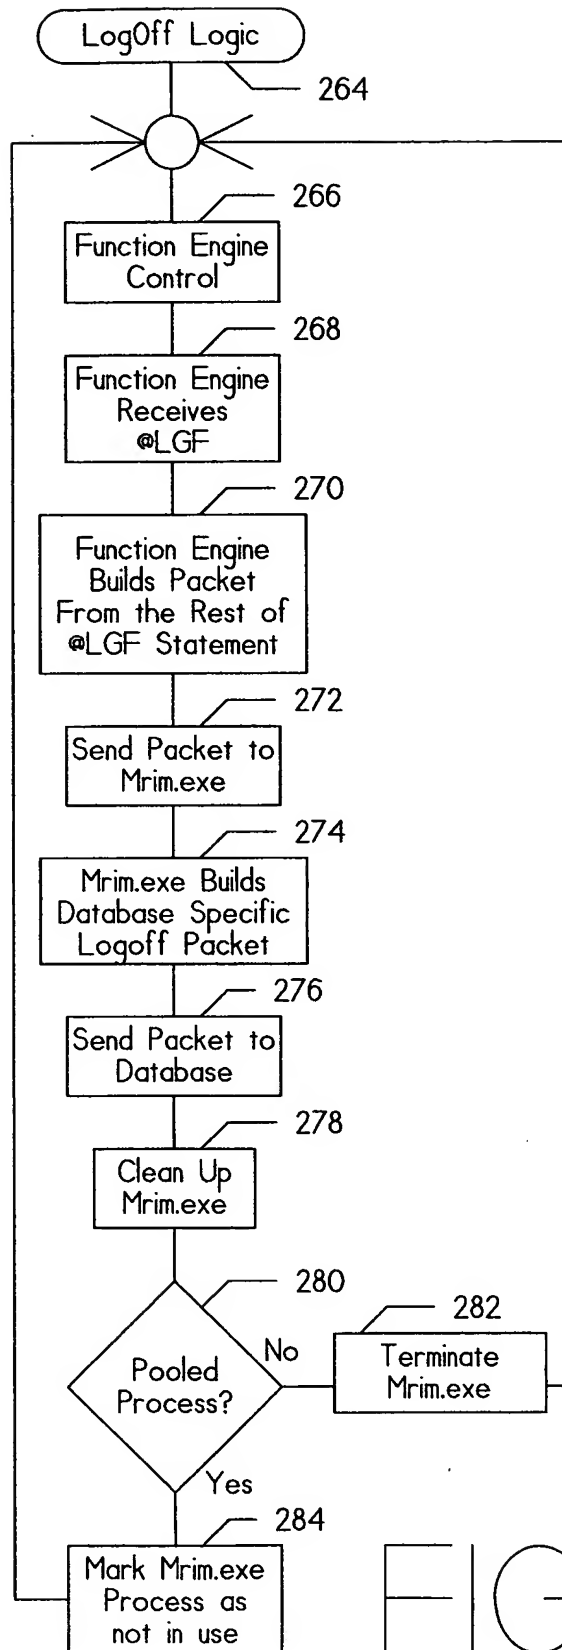 LogOff Logic
264
266
Function Engine
Control
268
Function Engine
Receives
@LGF
270
Function Engine
Builds Packet
From the Rest of
@LGF Statement
272
Send Packet to
Mrim.exe
274
Mrim.exe Builds
Database Specific
Logoff Packet
276
Send Packet to
Database
278
Clean Up
Mrim.exe
280
Pooled
Process?
No
282
Terminate
Mrim.exe
Yes
284
Mark Mrim.exe
Process as
not in use
FIG